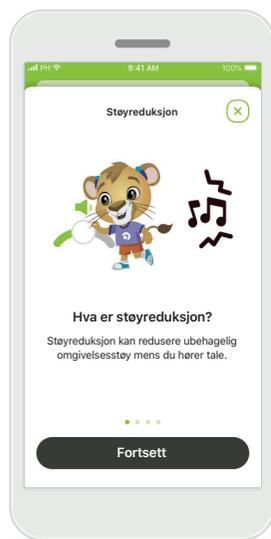 PH 9:41 AM 100%
Støyreduksjon
Hva er støyreduksjon?
Støyreduksjon kan redusere ubehagelig
omgivelsesstøy mens du hører tale.
Fortsett